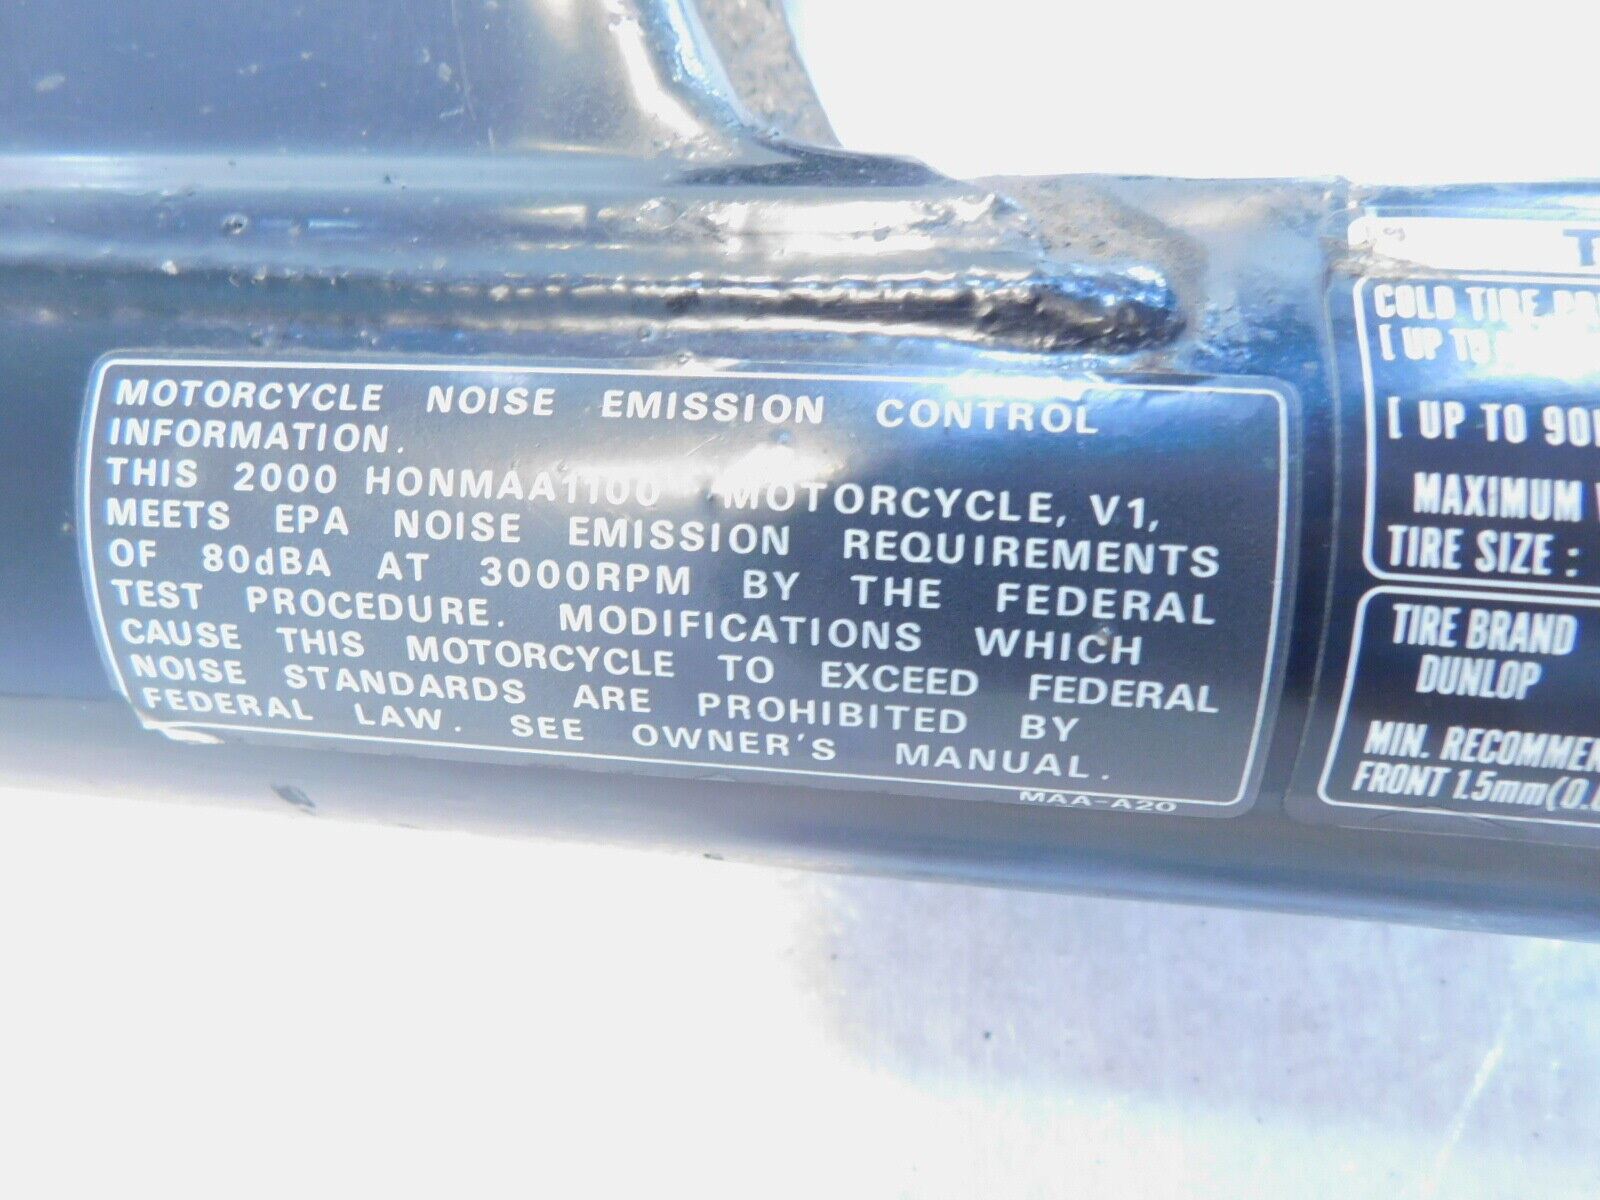 MOTORCYCLE NOISE EMISSION CONTROL
INFORMATION.
THIS 2000 HONMAA1100 MOTORCYCLE, V1,
MEETS EPA NOISE EMISSION REQUIREMENTS
OF 80dBA AT 3000RPM BY THE FEDERAL
TEST PROCEDURE. MODIFICATIONS WHICH
CAUSE THIS MOTORCYCLE TO EXCEED FEDERAL
NOISE STANDARDS ARE PROHIBITED BY
FEDERAL LAW. SEE OWNER'S MANUAL.
MAA-A20
COLD TIRE
[ UP TO
[ UP TO 90
MAXIMUM
TIRE SIZE :
TIRE BRAND
DUNLOP
MIN. RECOMMEN
FRONT 1.5mm(0.